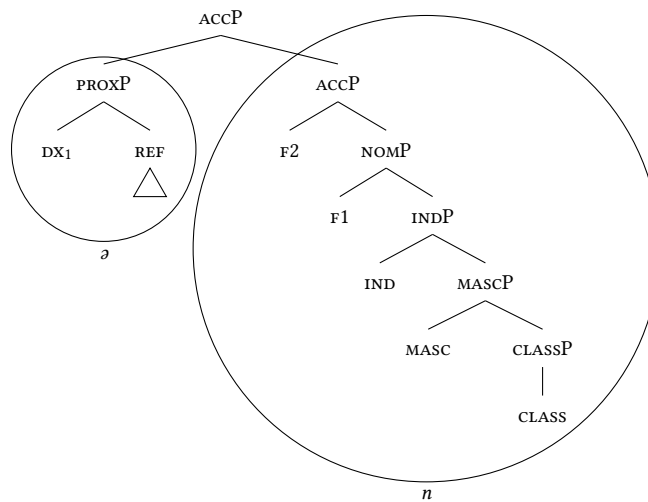 ACCP
PROXP ACCP
DX1 REF F2 NOMP
F1 INDP
ə
IND MASCP
MASC CLASSP
CLASS
n